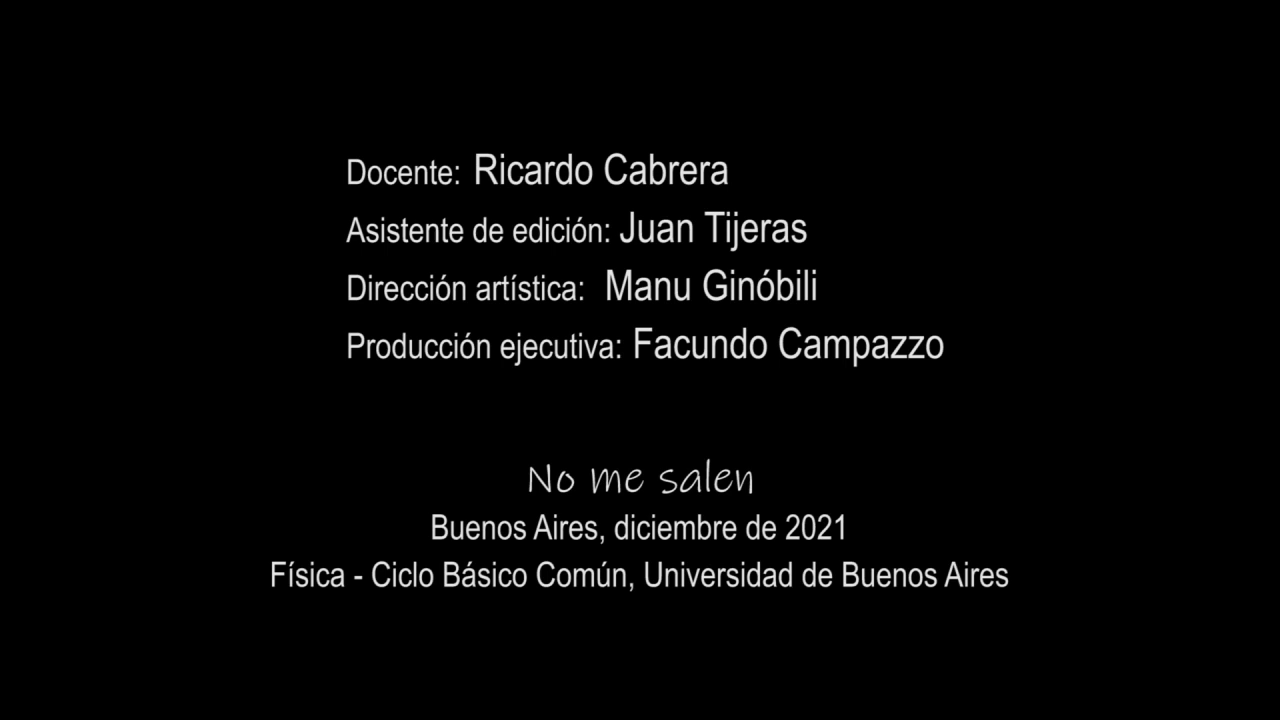 Docente: Ricardo Cabrera
Asistente de edición: Juan Tijeras
Dirección artística: Manu Ginóbili
Producción ejecutiva: Facundo Campazzo
No me salen
Buenos Aires, diciembre de 2021
Física - Ciclo Básico Común, Universidad de Buenos Aires